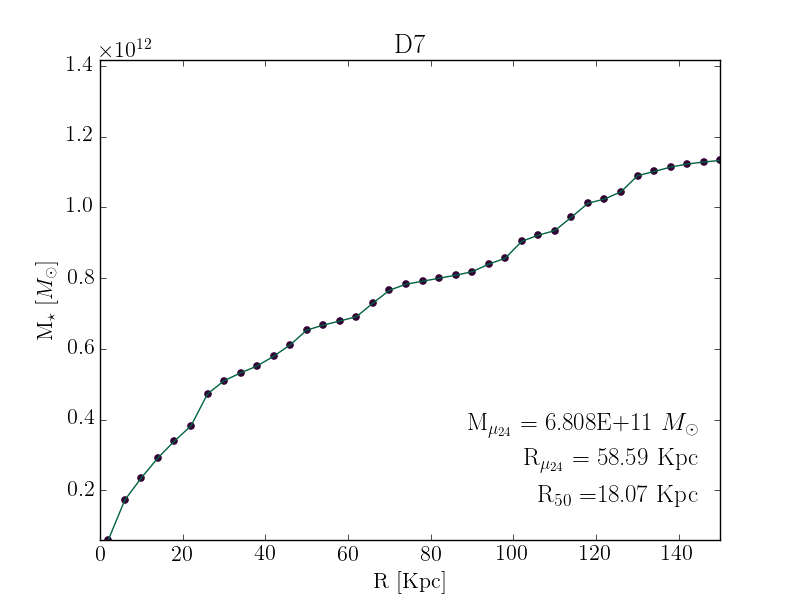 D7
×10¹²
1.4
1.2
1.0
0.8
0.6
0.4
0.2
M⋆ [M⊙]
M_μ₂₄ = 6.808E+11 M⊙
R_μ₂₄ = 58.59 Kpc
R₅₀ =18.07 Kpc
0 20 40 60 80 100 120 140
R [Kpc]